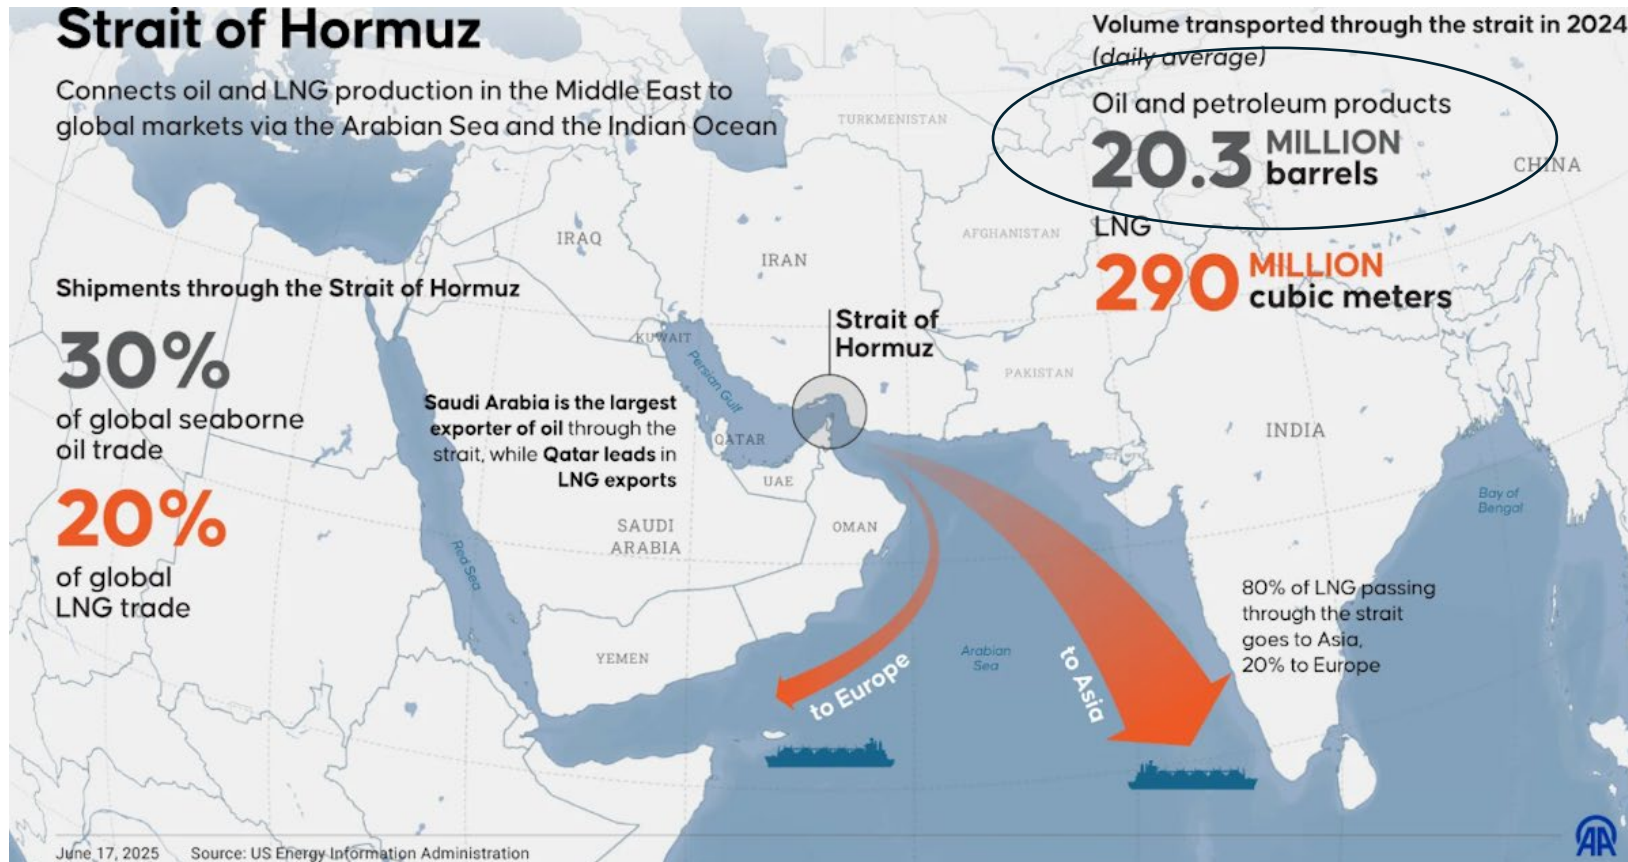 Strait of Hormuz
Connects oil and LNG production in the Middle East to
global markets via the Arabian Sea and the Indian Ocean
Volume transported through the strait in 2024
(daily average)
Oil and petroleum products
20.3 MILLION
barrels
LNG
290 MILLION
cubic meters
Shipments through the Strait of Hormuz
30%
of global seaborne
oil trade
20%
of global
LNG trade
Saudi Arabia is the largest
exporter of oil through the
strait, while Qatar leads in
LNG exports
Strait of
Hormuz
TURKMENISTAN
CHINA
IRAQ
IRAN
AFGHANISTAN
KUWAIT
Persian Gulf
PAKISTAN
QATAR
UAE
INDIA
SAUDI
ARABIA
OMAN
Red Sea
YEMEN
Arabian
Sea
Bay of
Bengal
to Europe
to Asia
80% of LNG passing
through the strait
goes to Asia,
20% to Europe
June 17, 2025
Source: US Energy Information Administration
AA